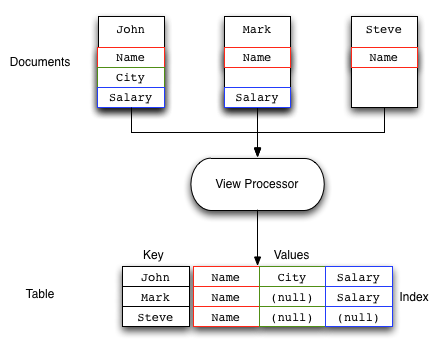 John Mark Steve
Documents Name Name Name
City
Salary Salary
View Processor
Key Values
John Name City Salary
Table Mark Name (null) Salary Index
Steve Name (null) (null)